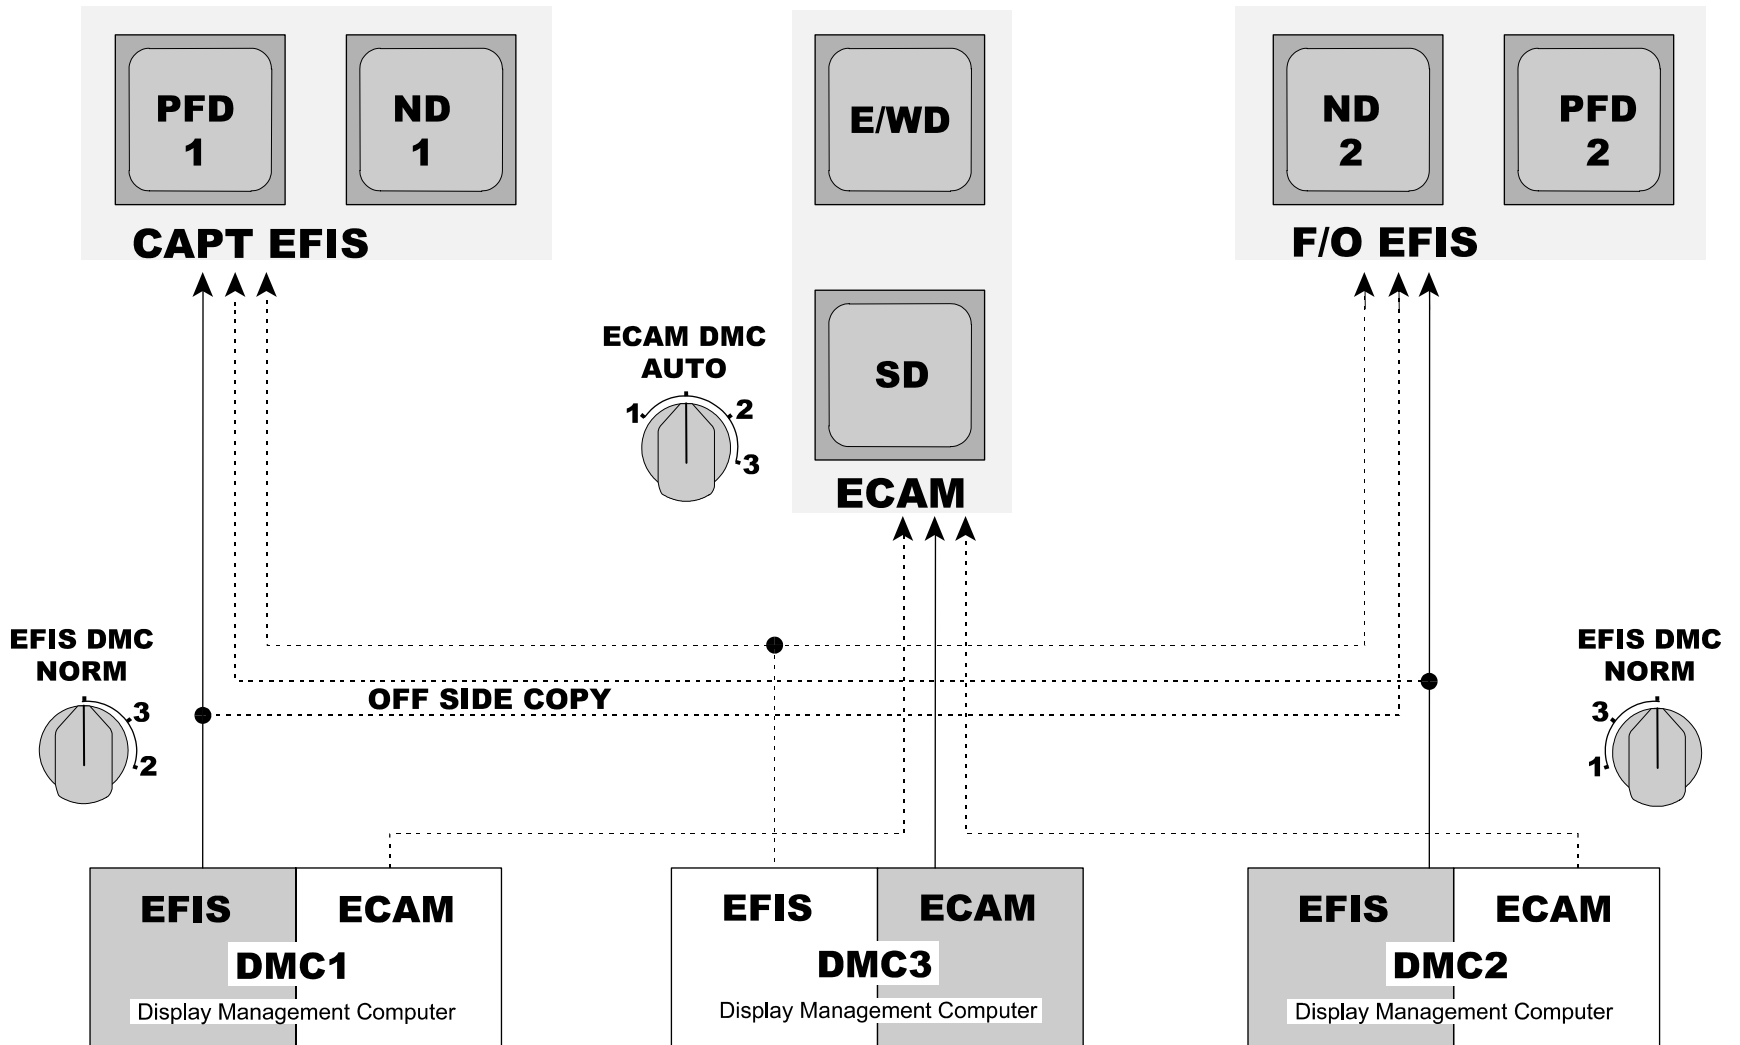 PFD
1
ND
1
CAPT EFIS
E/WD
SD
ECAM
ND
2
PFD
2
F/O EFIS
ECAM DMC
AUTO
1
2
3
EFIS DMC
NORM
3
2
OFF SIDE COPY
EFIS DMC
NORM
3
1
EFIS
ECAM
DMC1
Display Management Computer
EFIS
ECAM
DMC3
Display Management Computer
EFIS
ECAM
DMC2
Display Management Computer